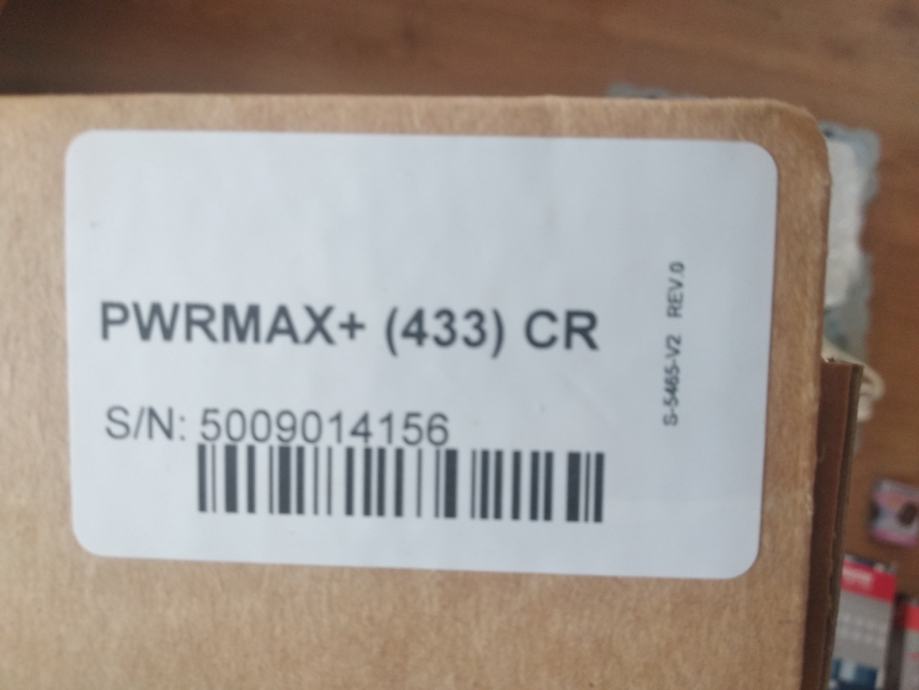 PWRMAX+ (433) CR
S/N: 5009014156
S-5465-V2 REV.0